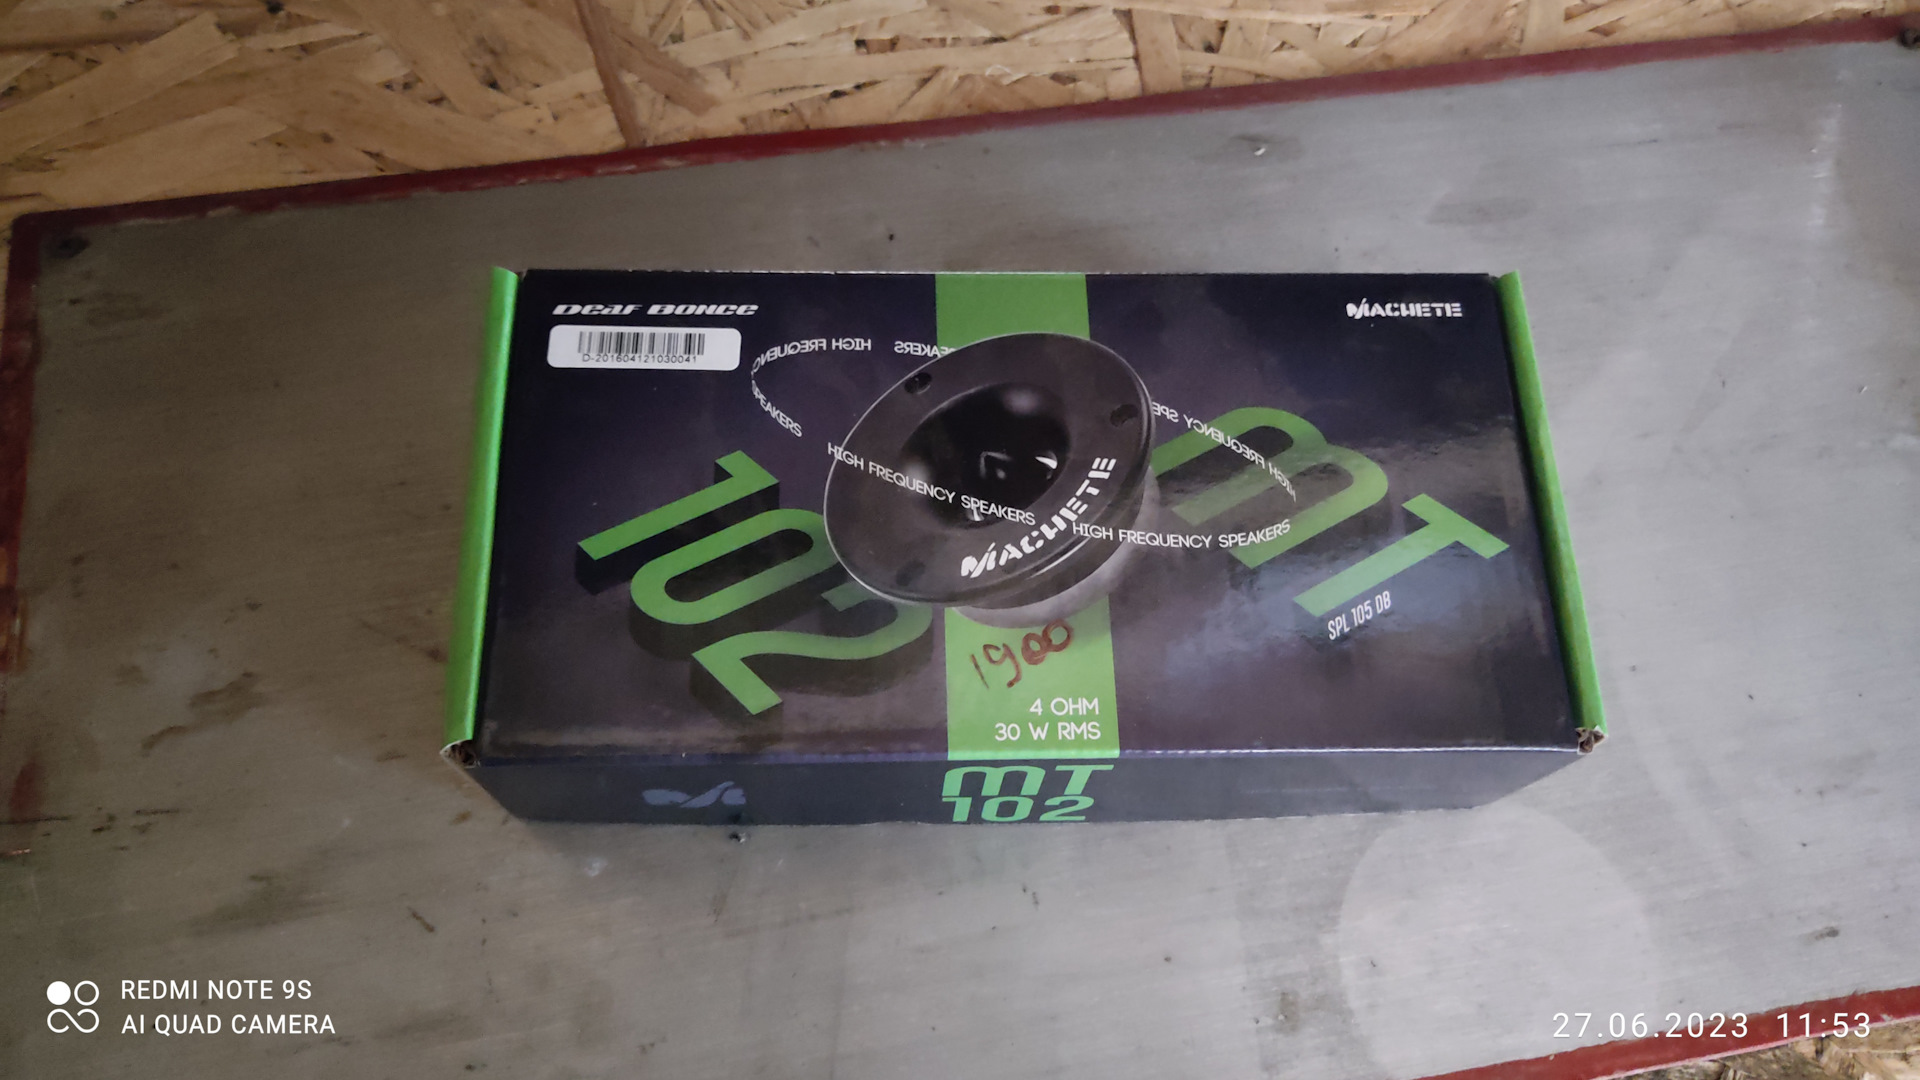 Deaf Bonce
MACHETE
D-201604121030041
HIGH FREQUENCY SPEAKERS
HIGH FREQUENCY SPEAKERS
HIGH FREQUENCY SPEAKERS
HIGH FREQUENCY SPEAKERS
MACHETE
102
MT
SPL 105 DB
1900
4 OHM
30 W RMS
MT
102
REDMI NOTE 9S
AI QUAD CAMERA
27.06.2023 11:53